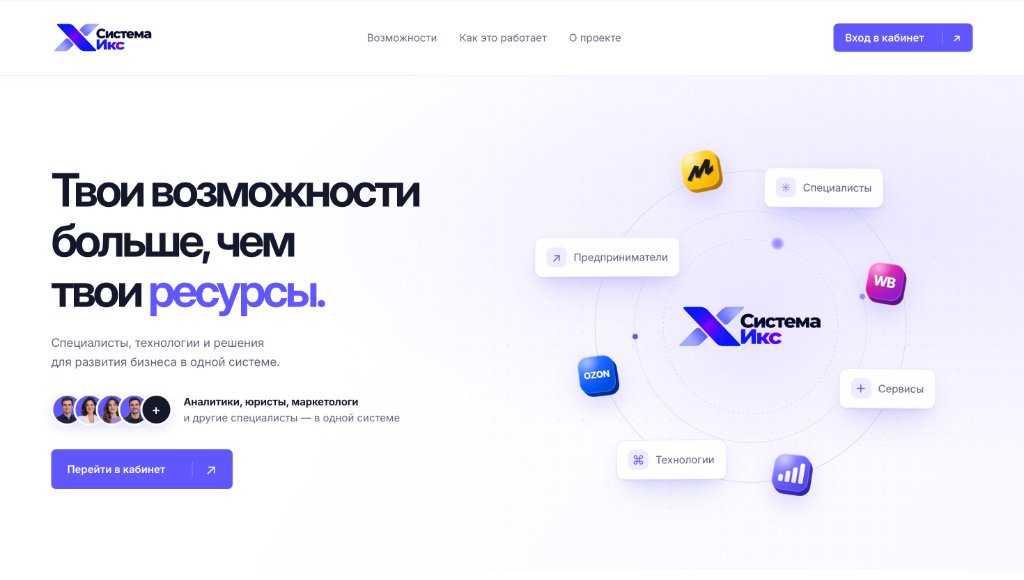 Система
Икс
Возможности
Как это работает
О проекте
Вход в кабинет
Твои возможности
больше, чем
твои ресурсы.
Специалисты, технологии и решения
для развития бизнеса в одной системе.
+
Аналитики, юристы, маркетологи
и другие специалисты — в одной системе
Перейти в кабинет
Специалисты
Предприниматели
WB
Система
Икс
OZON
Сервисы
Технологии